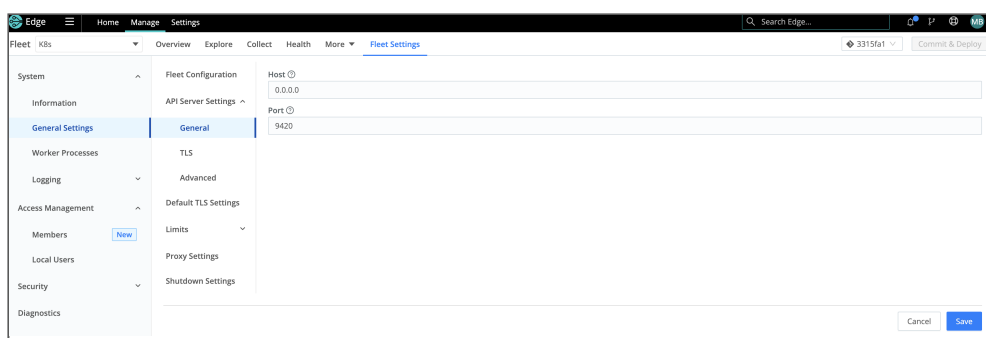 Edge Home Manage Settings Search Edge... MB
Fleet K8s Overview Explore Collect Health More Fleet Settings 3315fa1 Commit & Deploy
System
Information
General Settings
Worker Processes
Logging
Access Management
Members New
Local Users
Security
Diagnostics
Fleet Configuration
API Server Settings
General
TLS
Advanced
Default TLS Settings
Limits
Proxy Settings
Shutdown Settings
Host
0.0.0.0
Port
9420
Cancel Save